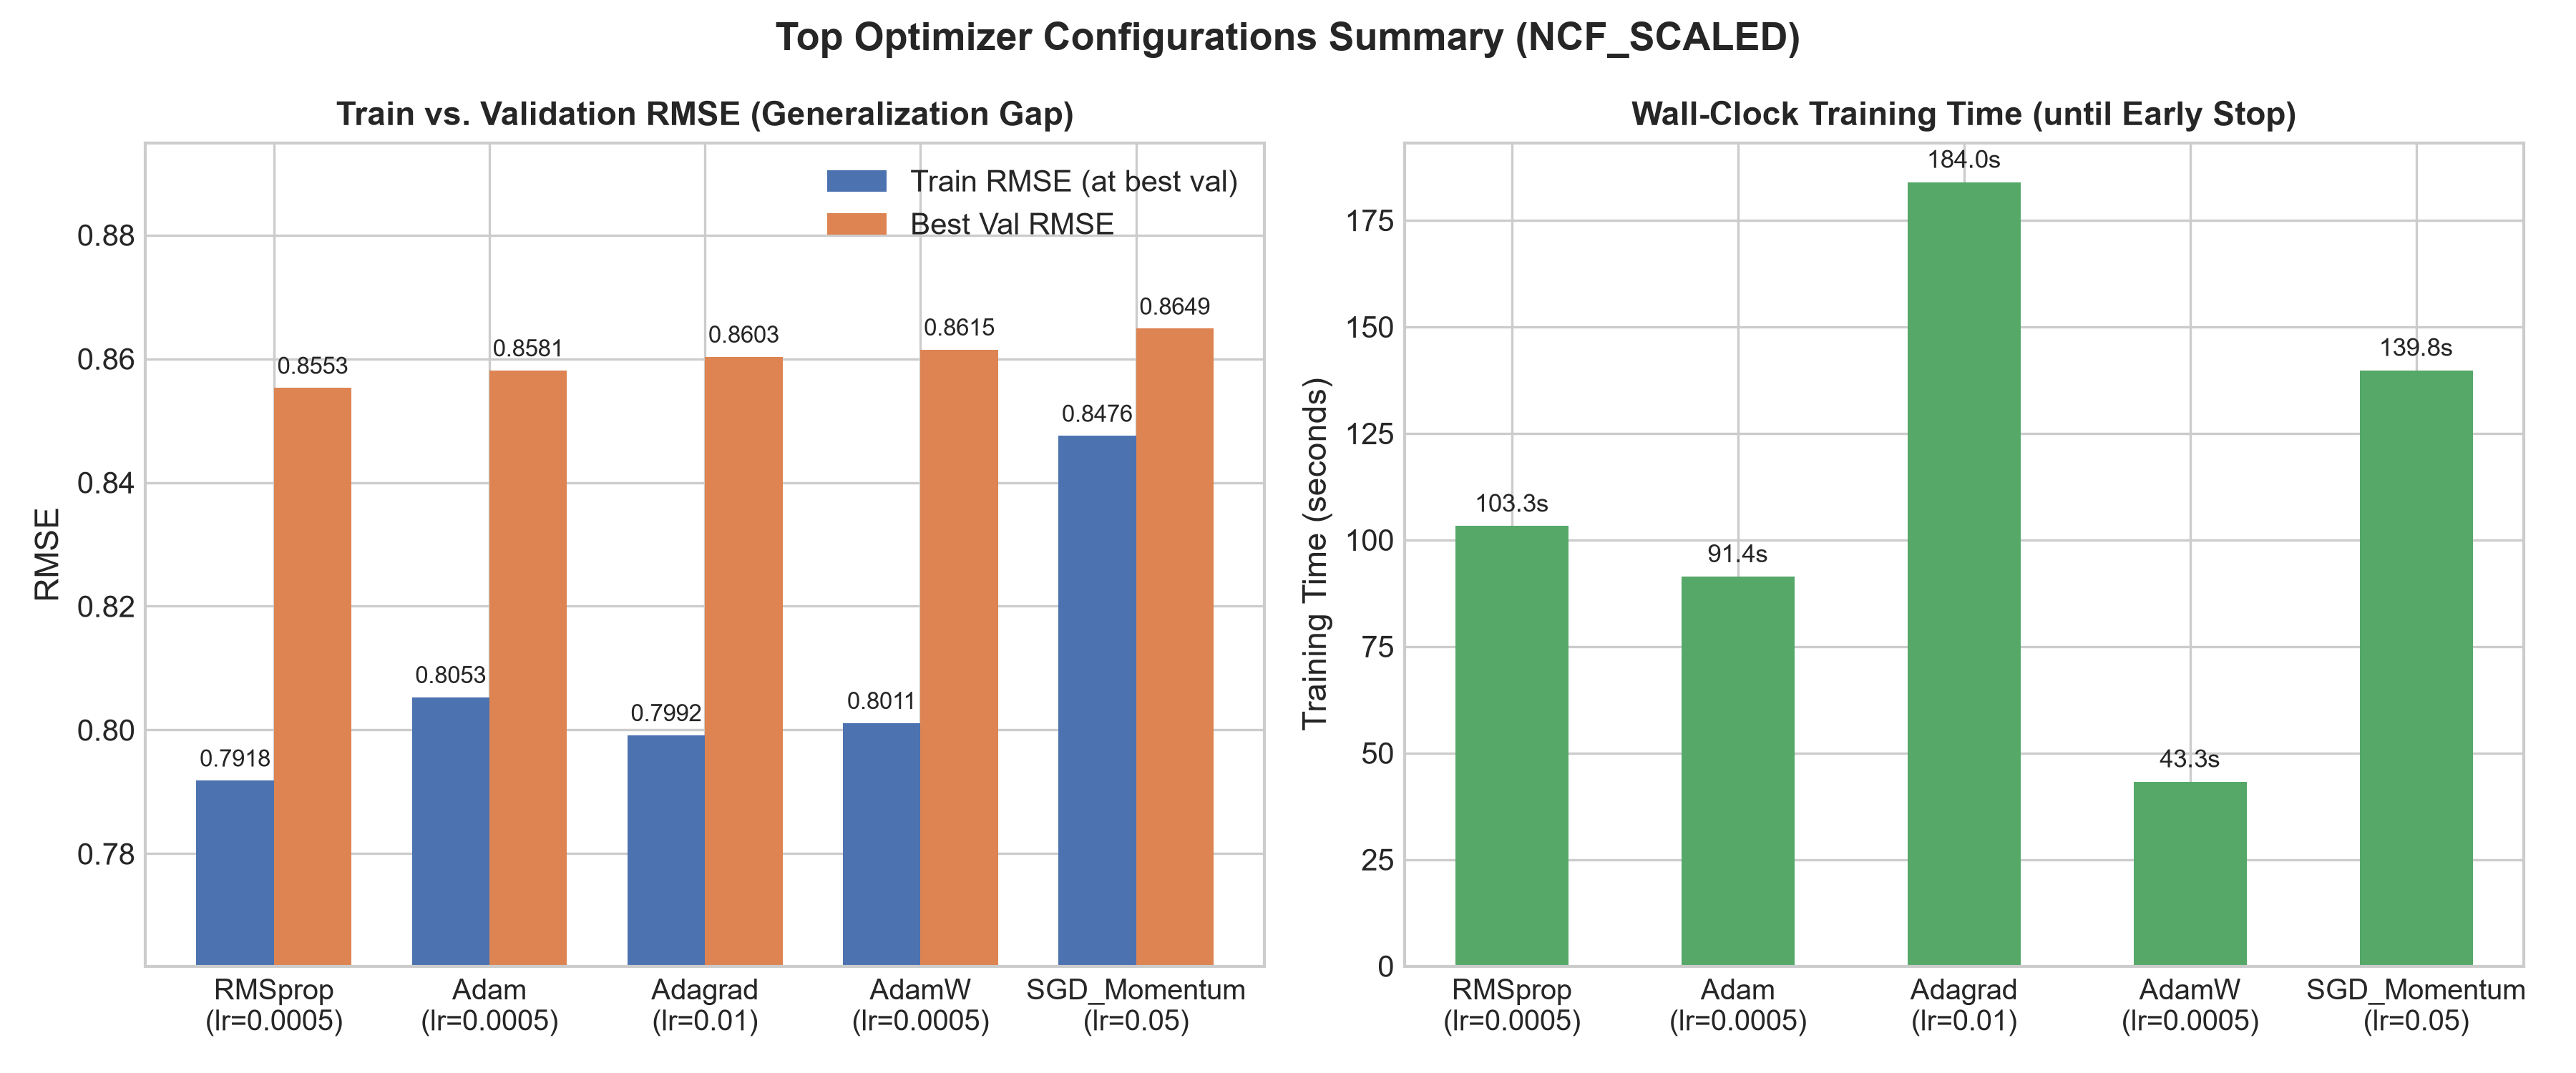 Top Optimizer Configurations Summary (NCF_SCALED)
Train vs. Validation RMSE (Generalization Gap)
Train RMSE (at best val)
Best Val RMSE
RMSE
0.88
0.86
0.84
0.82
0.80
0.78
0.7918
0.8553
0.8053
0.8581
0.7992
0.8603
0.8011
0.8615
0.8476
0.8649
RMSprop
(lr=0.0005)
Adam
(lr=0.0005)
Adagrad
(lr=0.01)
AdamW
(lr=0.0005)
SGD_Momentum
(lr=0.05)
Wall-Clock Training Time (until Early Stop)
Training Time (seconds)
175
150
125
100
75
50
25
0
103.3s
91.4s
184.0s
43.3s
139.8s
RMSprop
(lr=0.0005)
Adam
(lr=0.0005)
Adagrad
(lr=0.01)
AdamW
(lr=0.0005)
SGD_Momentum
(lr=0.05)